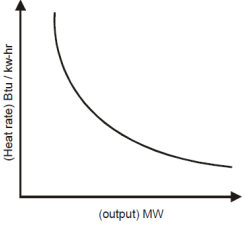 (Heat rate) Btu / kw-hr
(output) MW